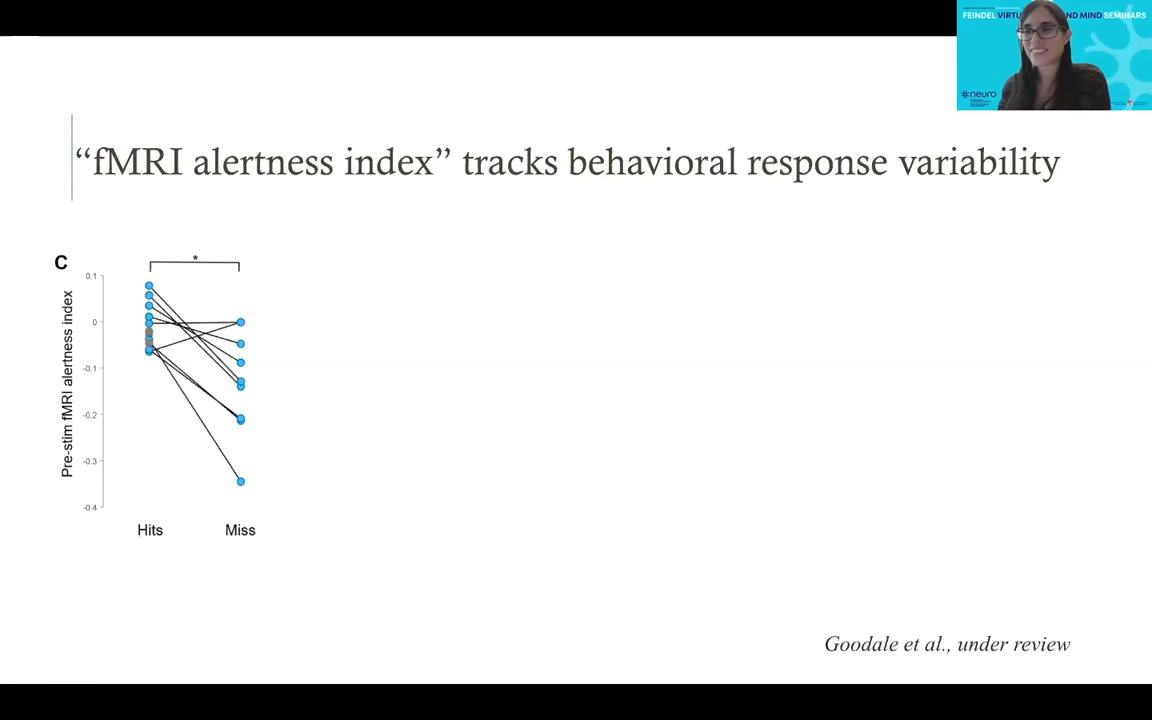 FEINDEL VIRTU ND MIND SEMINARS
neuro
“fMRI alertness index” tracks behavioral response variability
C
*
0.1
0
-0.1
-0.2
-0.3
-0.4
Pre-stim fMRI alertness index
Hits
Miss
Goodale et al., under review